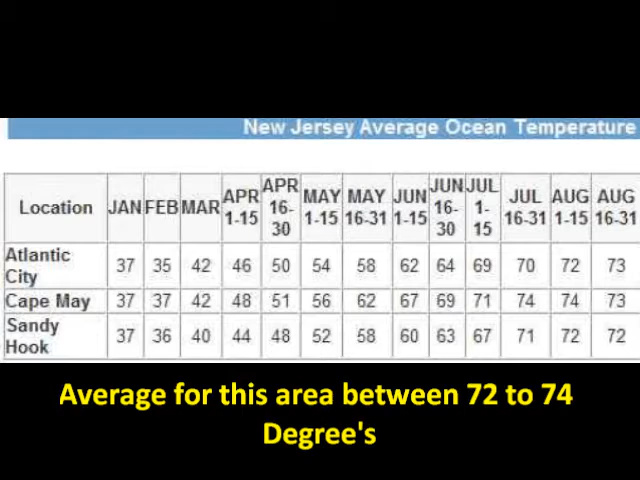 New Jersey Average Ocean Temperature
Location JAN FEB MAR APR 1-15 APR 16-30 MAY 1-15 MAY 16-31 JUN 1-15 JUN 16-30 JUL 1-15 JUL 16-31 AUG 1-15 AUG 16-31
Atlantic City 37 35 42 46 50 54 58 62 64 69 70 72 73
Cape May 37 37 42 48 51 56 62 67 69 71 74 74 73
Sandy Hook 37 36 40 44 48 52 58 60 63 67 71 72 72
Average for this area between 72 to 74
Degree's